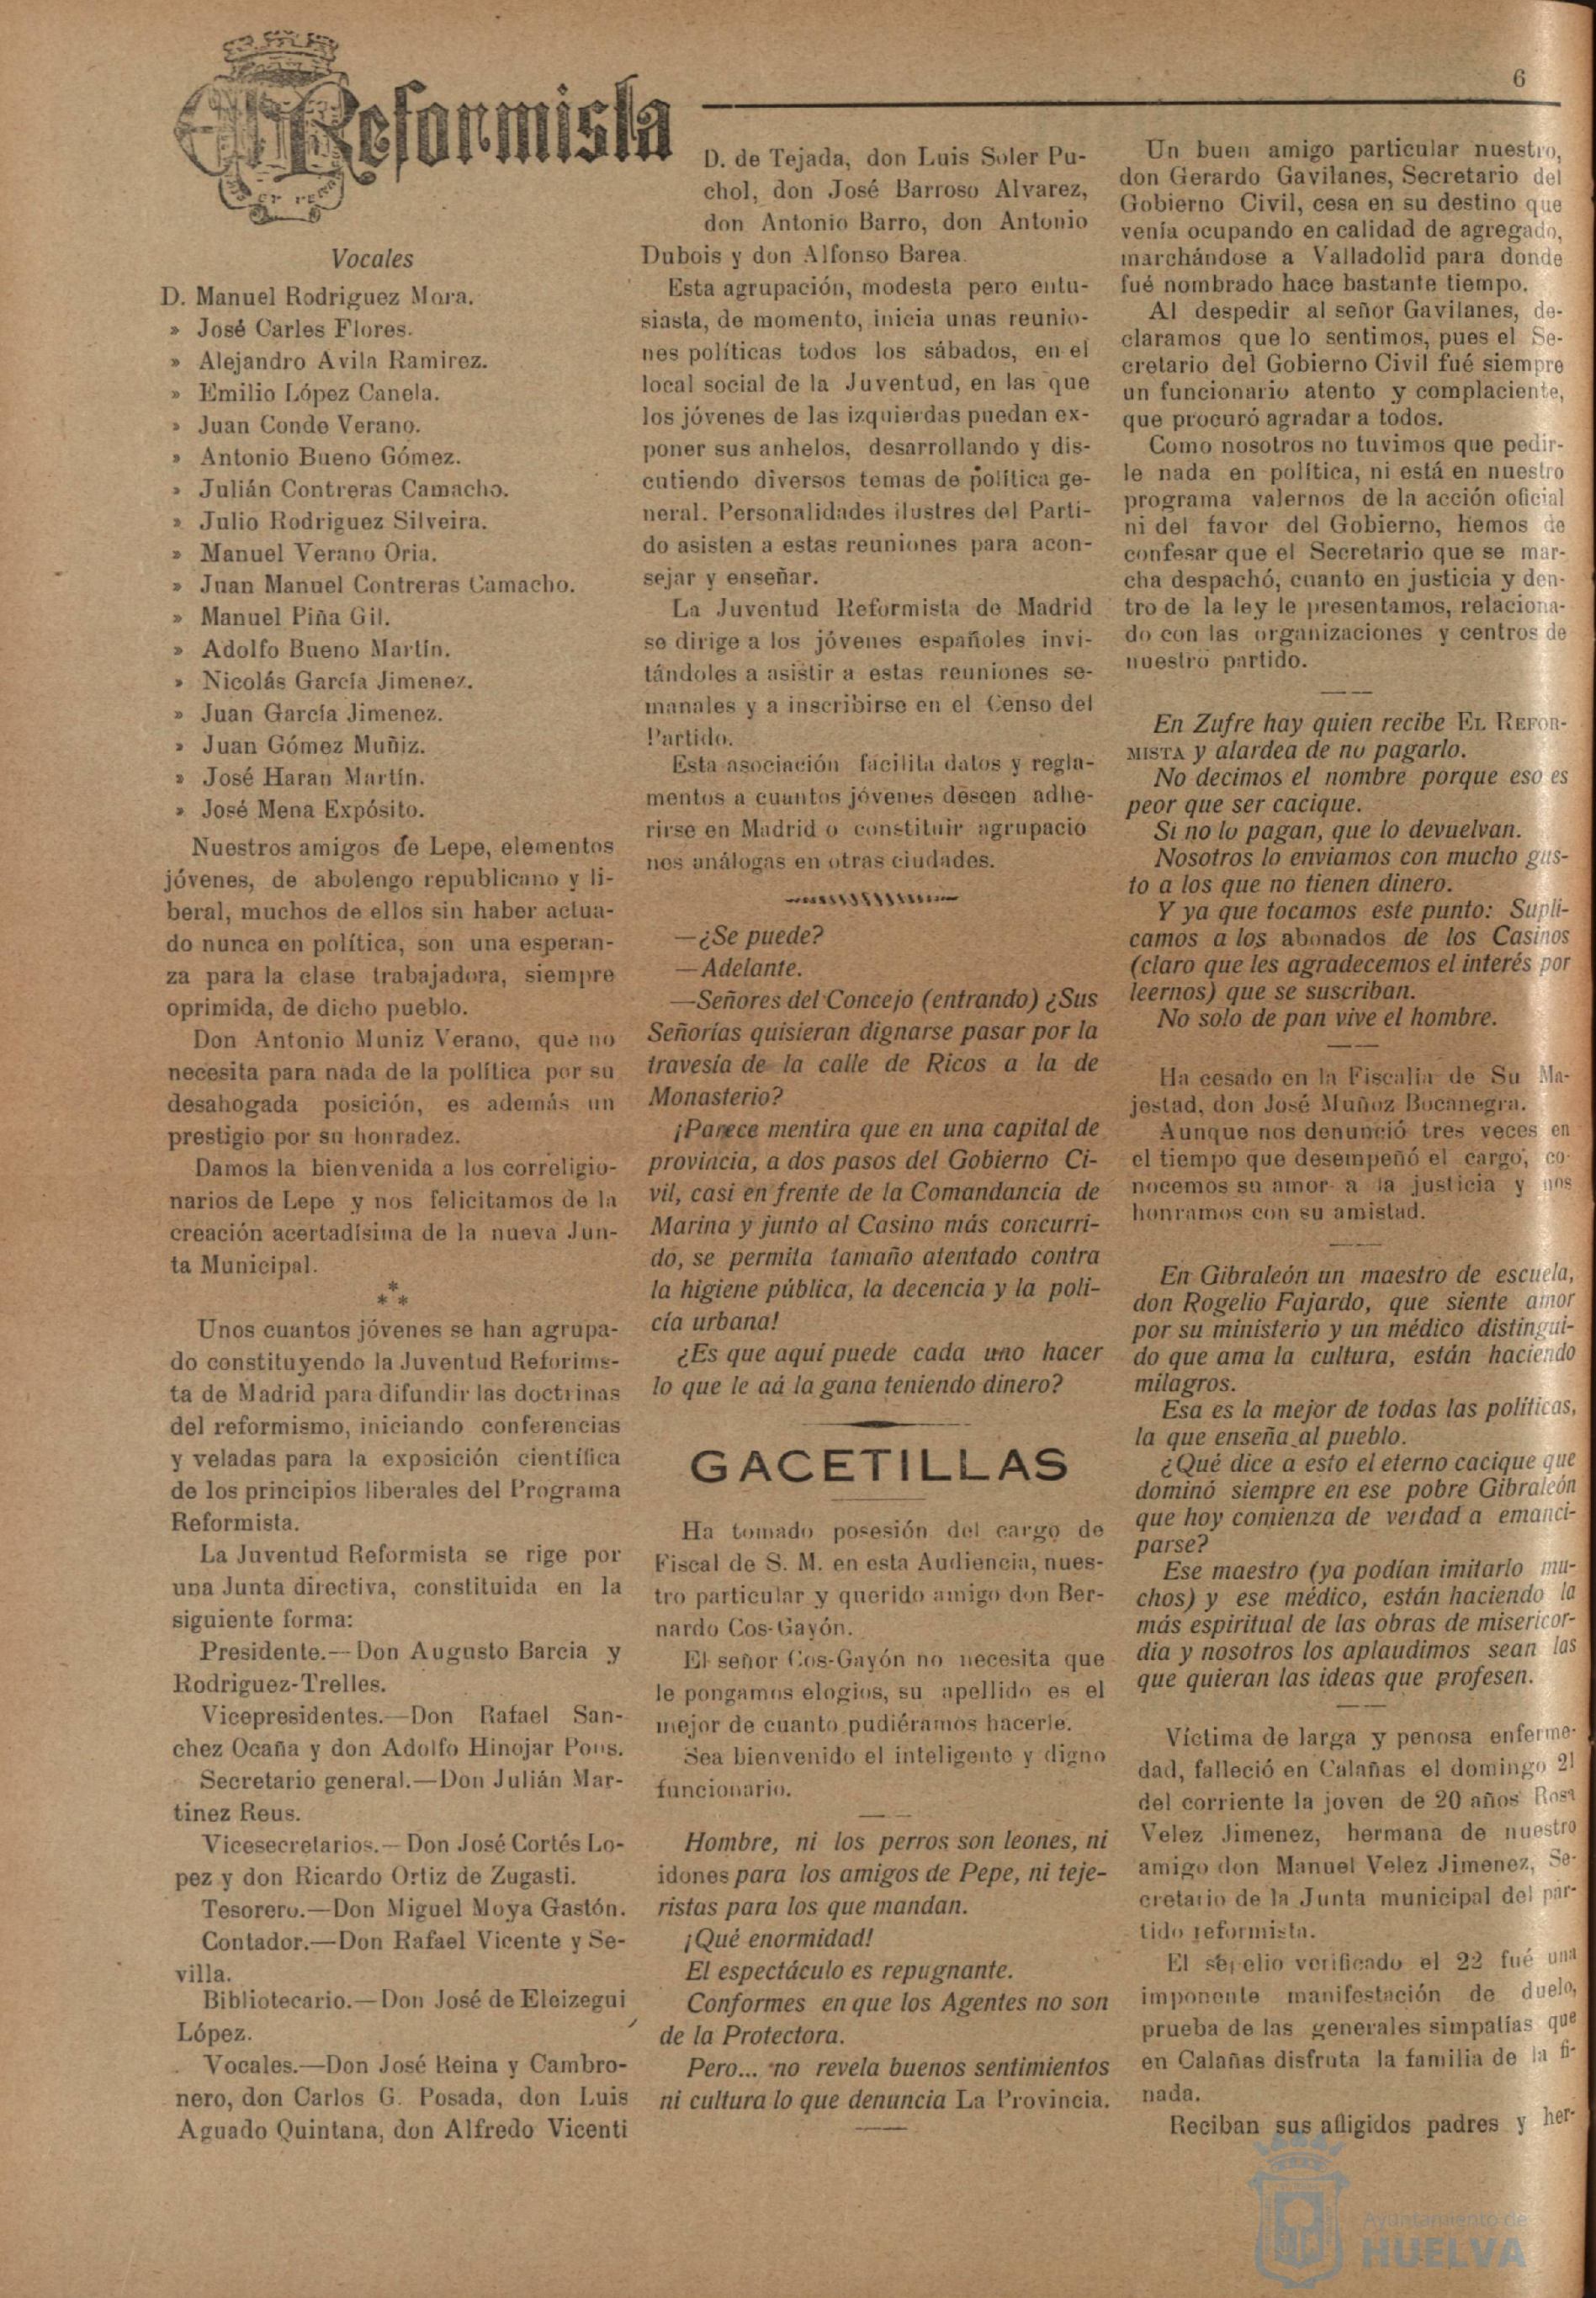 El Reformista
6
Vocales
D. Manuel Rodriguez Mora.
» José Carles Flores.
» Alejandro Avila Ramirez.
» Emilio López Canela.
» Juan Conde Verano.
» Antonio Bueno Gómez.
» Julián Contreras Camacho.
» Julio Rodriguez Silveira.
» Manuel Verano Oria.
» Juan Manuel Contreras Camacho.
» Manuel Piña Gil.
» Adolfo Bueno Martín.
» Nicolás García Jimenez.
» Juan García Jimenez.
» Juan Gómez Muñiz.
» José Haran Martín.
» José Mena Expósito.
Nuestros amigos de Lepe, elementos
jóvenes, de abolengo republicano y li-
beral, muchos de ellos sin haber actua-
do nunca en política, son una esperan-
za para la clase trabajadora, siempre
oprimida, de dicho pueblo.
Don Antonio Muniz Verano, que no
necesita para nada de la política por su
desahogada posición, es además un
prestigio por su honradez.
Damos la bienvenida a los correligio-
narios de Lepe y nos felicitamos de la
creación acertadísima de la nueva Jun-
ta Municipal.
*
* *
Unos cuantos jóvenes se han agrupa-
do constituyendo la Juventud Reforims-
ta de Madrid para difundir las doctrinas
del reformismo, iniciando conferencias
y veladas para la exposición científica
de los principios liberales del Programa
Reformista.
La Juventud Reformista se rige por
una Junta directiva, constituida en la
siguiente forma:
Presidente.—Don Augusto Barcia y
Rodriguez-Trelles.
Vicepresidentes.—Don Rafael San-
chez Ocaña y don Adolfo Hinojar Pons.
Secretario general.—Don Julián Mar-
tinez Reus.
Vicesecretarios.—Don José Cortés Lo-
pez y don Ricardo Ortiz de Zugasti.
Tesorero.—Don Miguel Moya Gastón.
Contador.—Don Rafael Vicente y Se-
villa.
Bibliotecario.—Don José de Eleizegui
López.
Vocales.—Don José Reina y Cambro-
nero, don Carlos G. Posada, don Luis
Aguado Quintana, don Alfredo Vicenti
D. de Tejada, don Luis Soler Pu-
chol, don José Barroso Alvarez,
don Antonio Barro, don Antonio
Dubois y don Alfonso Barea.
Esta agrupación, modesta pero entu-
siasta, de momento, inicia unas reunio-
nes políticas todos los sábados, en el
local social de la Juventud, en las que
los jóvenes de las izquierdas puedan ex-
poner sus anhelos, desarrollando y dis-
cutiendo diversos temas de política ge-
neral. Personalidades ilustres del Parti-
do asisten a estas reuniones para acon-
sejar y enseñar.
La Juventud Reformista de Madrid
se dirige a los jóvenes españoles invi-
tándoles a asistir a estas reuniones se-
manales y a inscribirse en el Censo del
Partido.
Esta asociación facilita datos y regla-
mentos a cuantos jóvenes deseen adhe-
rirse en Madrid o constituir agrupacio
nes análogas en otras ciudades.
—¿Se puede?
—Adelante.
—Señores del Concejo (entrando) ¿Sus
Señorías quisieran dignarse pasar por la
travesía de la calle de Ricos a la de
Monasterio?
¡Parece mentira que en una capital de
provincia, a dos pasos del Gobierno Ci-
vil, casi en frente de la Comandancia de
Marina y junto al Casino más concurri-
do, se permita tamaño atentado contra
la higiene pública, la decencia y la poli-
cía urbana!
¿Es que aquí puede cada uno hacer
lo que le aá la gana teniendo dinero?
GACETILLAS
Ha tomado posesión del cargo de
Fiscal de S. M. en esta Audiencia, nues-
tro particular y querido amigo don Ber-
nardo Cos-Gayón.
El señor Cos-Gayón no necesita que
le pongamos elogios, su apellido es el
mejor de cuanto pudiéramos hacerle.
Sea bienvenido el inteligente y digno
funcionario.
Hombre, ni los perros son leones, ni
idones para los amigos de Pepe, ni teje-
ristas para los que mandan.
¡Qué enormidad!
El espectáculo es repugnante.
Conformes en que los Agentes no son
de la Protectora.
Pero... no revela buenos sentimientos
ni cultura lo que denuncia La Provincia.
Un buen amigo particular nuestro,
don Gerardo Gavilanes, Secretario del
Gobierno Civil, cesa en su destino que
venía ocupando en calidad de agregado,
marchándose a Valladolid para donde
fué nombrado hace bastante tiempo.
Al despedir al señor Gavilanes, de-
claramos que lo sentimos, pues el Se-
cretario del Gobierno Civil fué siempre
un funcionario atento y complaciente,
que procuró agradar a todos.
Como nosotros no tuvimos que pedir-
le nada en política, ni está en nuestro
programa valernos de la acción oficial
ni del favor del Gobierno, hemos de
confesar que el Secretario que se mar-
cha despachó, cuanto en justicia y den-
tro de la ley le presentamos, relaciona-
do con las organizaciones y centros de
nuestro partido.
En Zufre hay quien recibe EL REFOR-
MISTA y alardea de no pagarlo.
No decimos el nombre porque eso es
peor que ser cacique.
Si no lo pagan, que lo devuelvan.
Nosotros lo enviamos con mucho gus-
to a los que no tienen dinero.
Y ya que tocamos este punto: Supli-
camos a los abonados de los Casinos
(claro que les agradecemos el interés por
leernos) que se suscriban.
No solo de pan vive el hombre.
Ha cesado en la Fiscalía de Su Ma-
jestad, don José Muñoz Bocanegra.
Aunque nos denunció tres veces en
el tiempo que desempeñó el cargo, co-
nocemos su amor a la justicia y nos
honramos con su amistad.
En Gibraleón un maestro de escuela,
don Rogelio Fajardo, que siente amor
por su ministerio y un médico distingui-
do que ama la cultura, están haciendo
milagros.
Esa es la mejor de todas las políticas,
la que enseña al pueblo.
¿Qué dice a esto el eterno cacique que
dominó siempre en ese pobre Gibraleón
que hoy comienza de verdad a emanci-
parse?
Ese maestro (ya podían imitarlo mu-
chos) y ese médico, están haciendo la
más espiritual de las obras de misericor-
dia y nosotros los aplaudimos sean las
que quieran las ideas que profesen.
Víctima de larga y penosa enferme-
dad, falleció en Calañas el domingo 21
del corriente la joven de 20 años Rosa
Velez Jimenez, hermana de nuestro
amigo don Manuel Velez Jimenez, Se-
cretario de la Junta municipal del par-
tido reformista.
El sepelio verificado el 22 fué una
imponente manifestación de duelo,
prueba de las generales simpatías que
en Calañas disfruta la familia de la fi-
nada.
Reciban sus afligidos padres y her-
Ayuntamiento de
HUELVA